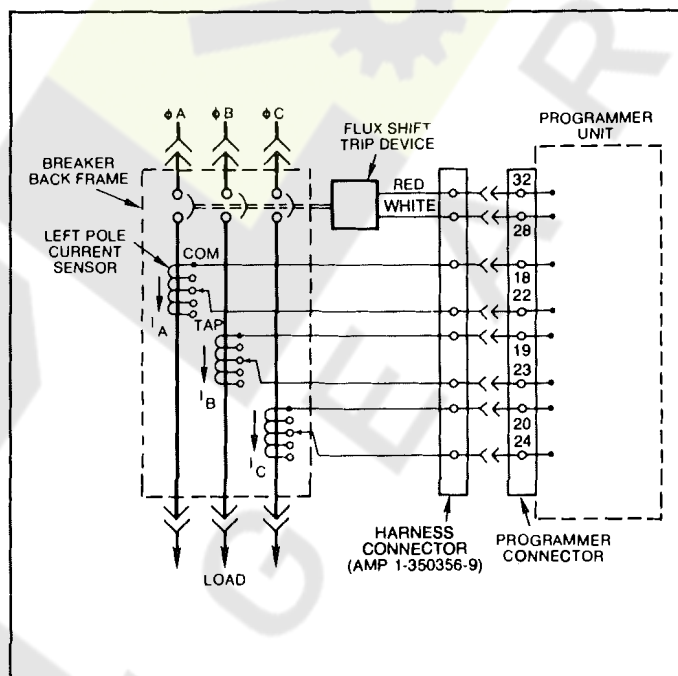 ϕA ϕB ϕC
FLUX SHIFT
TRIP DEVICE
PROGRAMMER
UNIT
BREAKER
BACK FRAME
RED
WHITE
32
28
LEFT POLE
CURRENT
SENSOR
COM
TAP
18
22
19
23
20
24
I A
I B
I C
HARNESS
CONNECTOR
(AMP 1-350356-9)
PROGRAMMER
CONNECTOR
LOAD